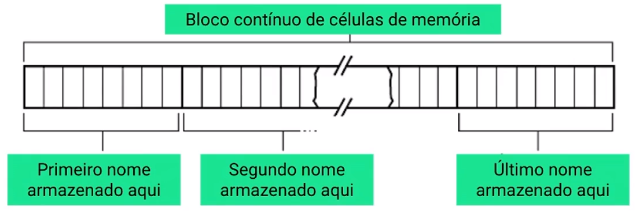 Bloco contínuo de células de memória
Primeiro nome
armazenado aqui
Segundo nome
armazenado aqui
Último nome
armazenado aqui